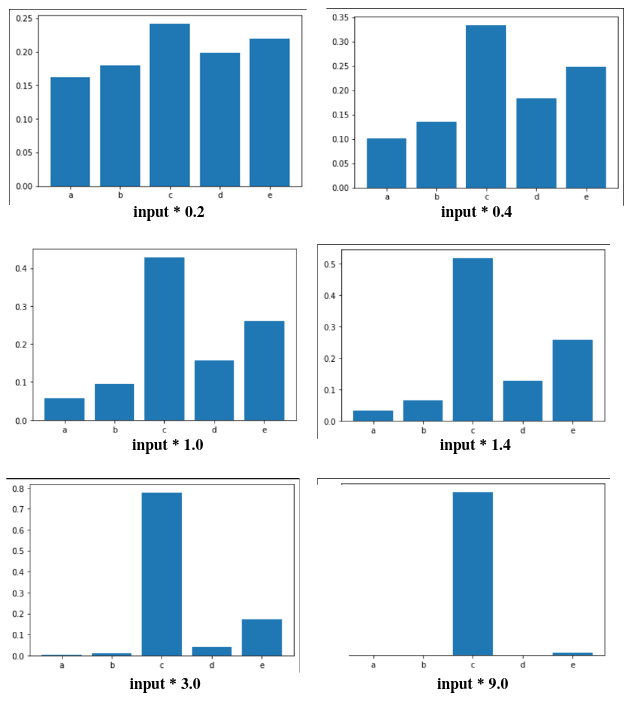 0.25
0.20
0.15
0.10
0.05
0.00
a b c d e
input * 0.2
0.35
0.30
0.25
0.20
0.15
0.10
0.05
0.00
a b c d e
input * 0.4
0.4
0.3
0.2
0.1
0.0
a b c d e
input * 1.0
0.5
0.4
0.3
0.2
0.1
0.0
a b c d e
input * 1.4
0.8
0.7
0.6
0.5
0.4
0.3
0.2
0.1
0.0
a b c d e
input * 3.0
a b c d e
input * 9.0